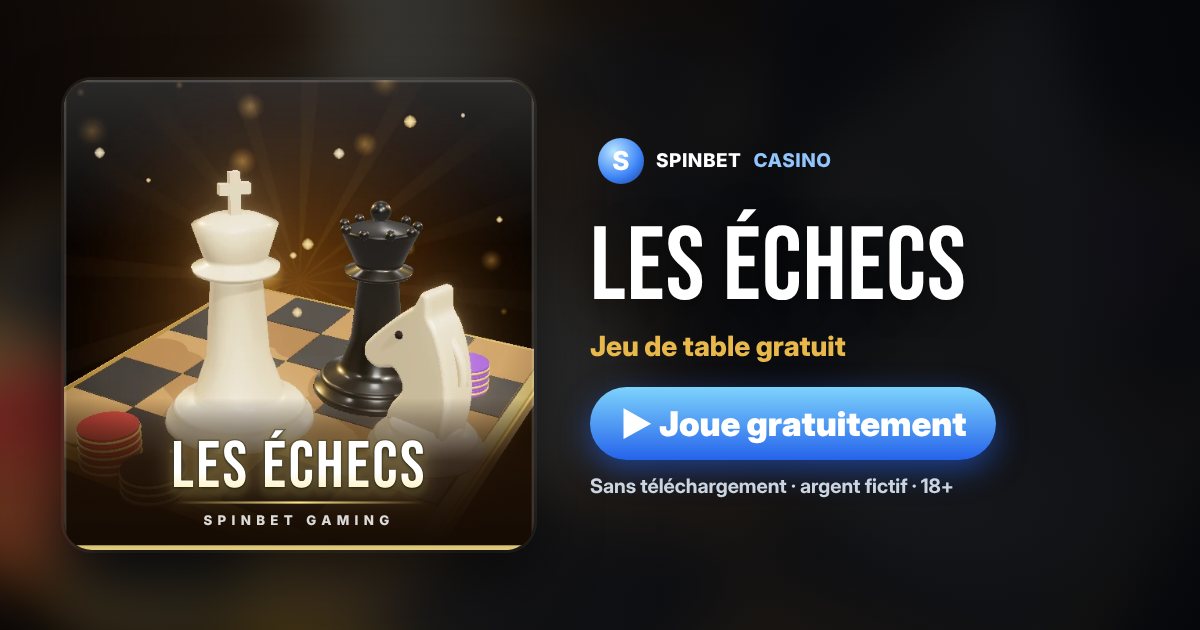 LES ÉCHECS
SPINBET GAMING
S SPINBET CASINO
LES ÉCHECS
Jeu de table gratuit
▶ Joue gratuitement
Sans téléchargement · argent fictif · 18+